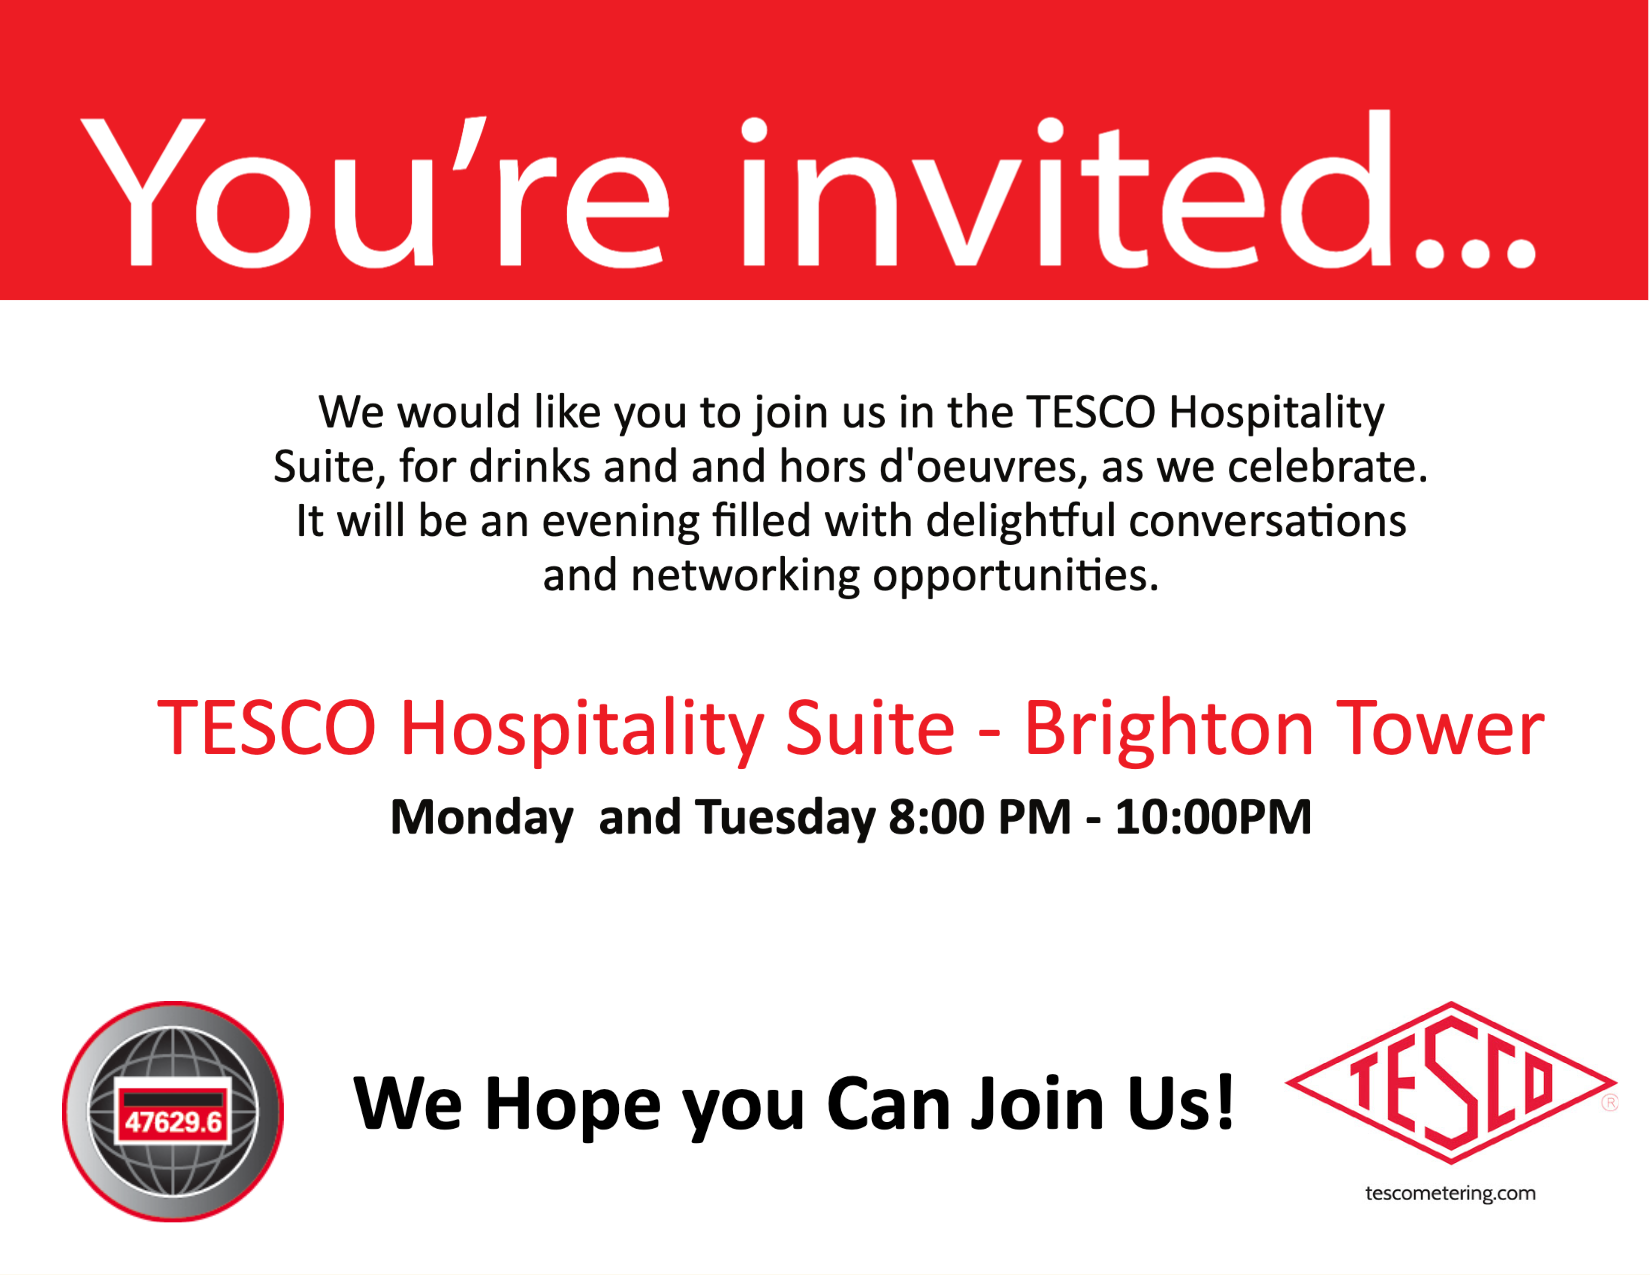 You're invited...
We would like you to join us in the TESCO Hospitality
Suite, for drinks and and hors d'oeuvres, as we celebrate.
It will be an evening filled with delightful conversations
and networking opportunities.
TESCO Hospitality Suite - Brighton Tower
Monday  and Tuesday 8:00 PM - 10:00PM
47629.6
We Hope you Can Join Us!
TESCO
®
tescometering.com